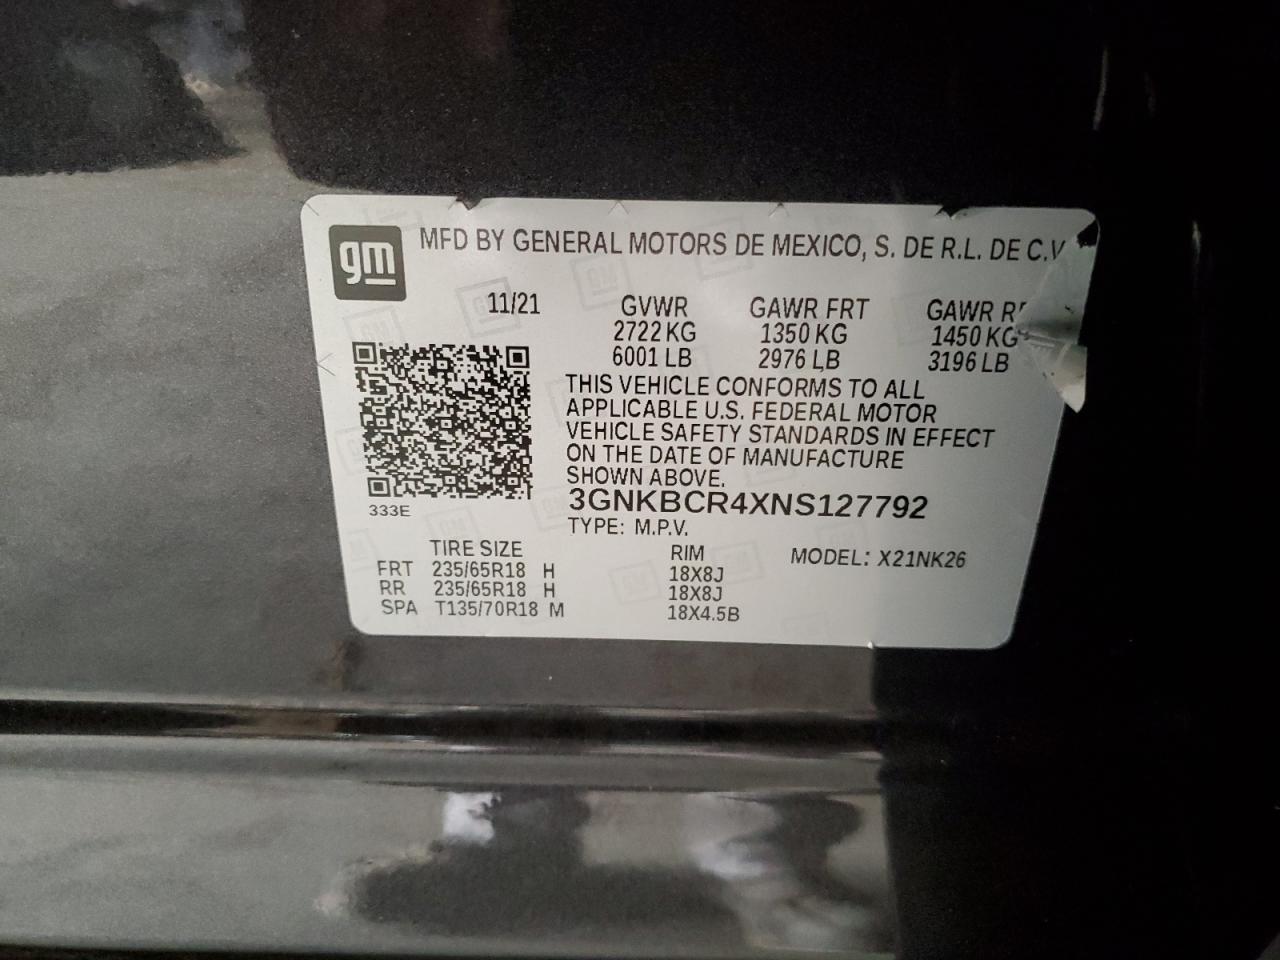 gm MFD BY GENERAL MOTORS DE MEXICO, S. DE R.L. DE C.V
11/21 GVWR GAWR FRT GAWR
2722 KG 1350 KG 1450 KG
6001 LB 2976 LB 3196 LB
THIS VEHICLE CONFORMS TO ALL
APPLICABLE U.S. FEDERAL MOTOR
VEHICLE SAFETY STANDARDS IN EFFECT
ON THE DATE OF MANUFACTURE
SHOWN ABOVE.
3GNKBCR4XNS127792
333E
TYPE: M.P.V.
TIRE SIZE RIM MODEL: X21NK26
FRT 235/65R18 H 18X8J
RR 235/65R18 H 18X8J
SPA T135/70R18 M 18X4.5B